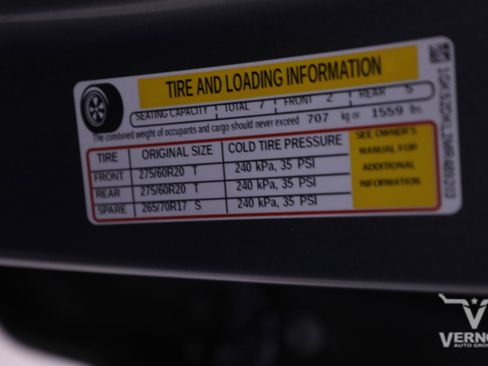 TIRE AND LOADING INFORMATION
SEATING CAPACITY TOTAL 7 FRONT 2 REAR 5
The combined weight of occupants and cargo should never exceed 707 kg or 1559 lbs
TIRE ORIGINAL SIZE COLD TIRE PRESSURE
FRONT 275/60R20 T 240 kPa, 35 PSI
REAR 275/60R20 T 240 kPa, 35 PSI
SPARE 265/70R17 S 240 kPa, 35 PSI
SEE OWNER'S
MANUAL FOR
ADDITIONAL
INFORMATION
VERNO
AUTO GROU